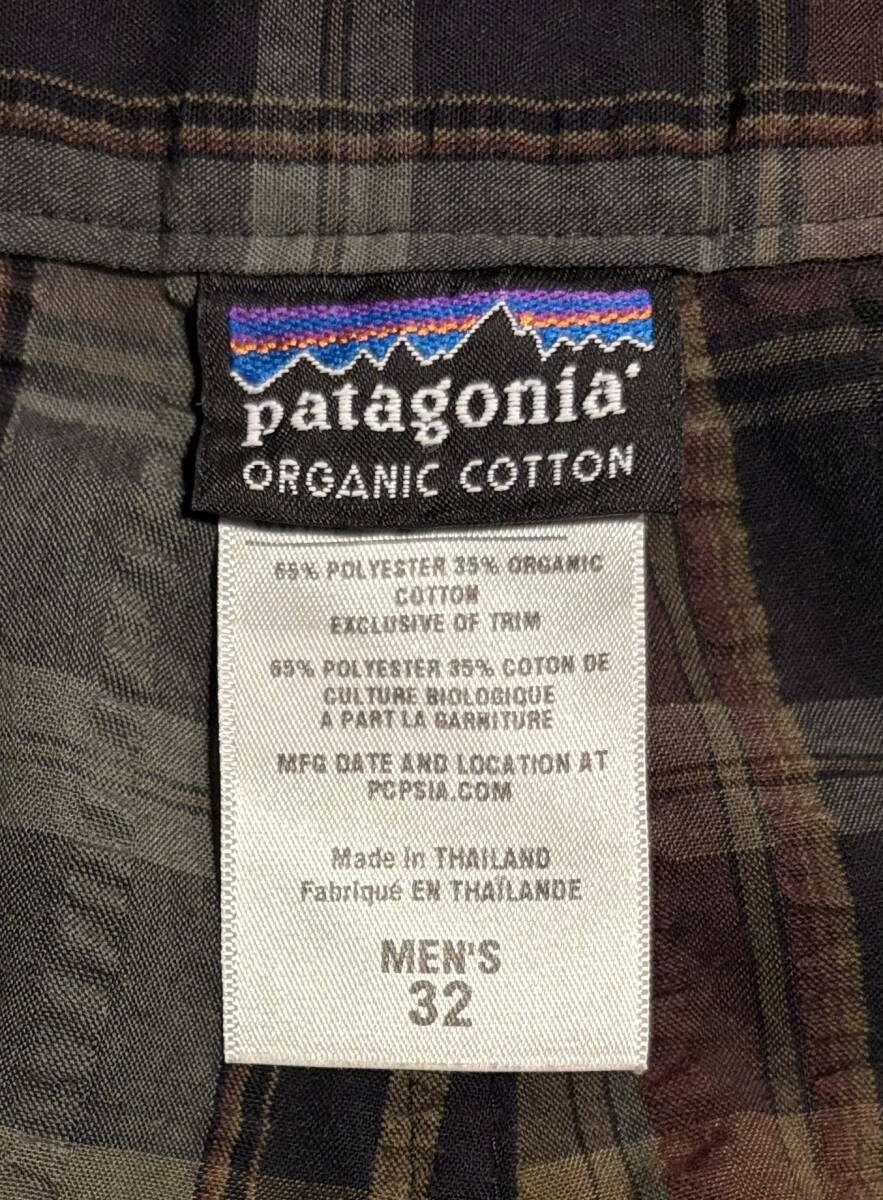 patagonia
ORGANIC COTTON
65% POLYESTER 35% ORGANIC
COTTON
EXCLUSIVE OF TRIM
65% POLYESTER 35% COTON DE
CULTURE BIOLOGIQUE
A PART LA GARNITURE
MFG DATE AND LOCATION AT
PCPSIA.COM
Made in THAILAND
Fabriqué EN THAÏLANDE
MEN'S
32